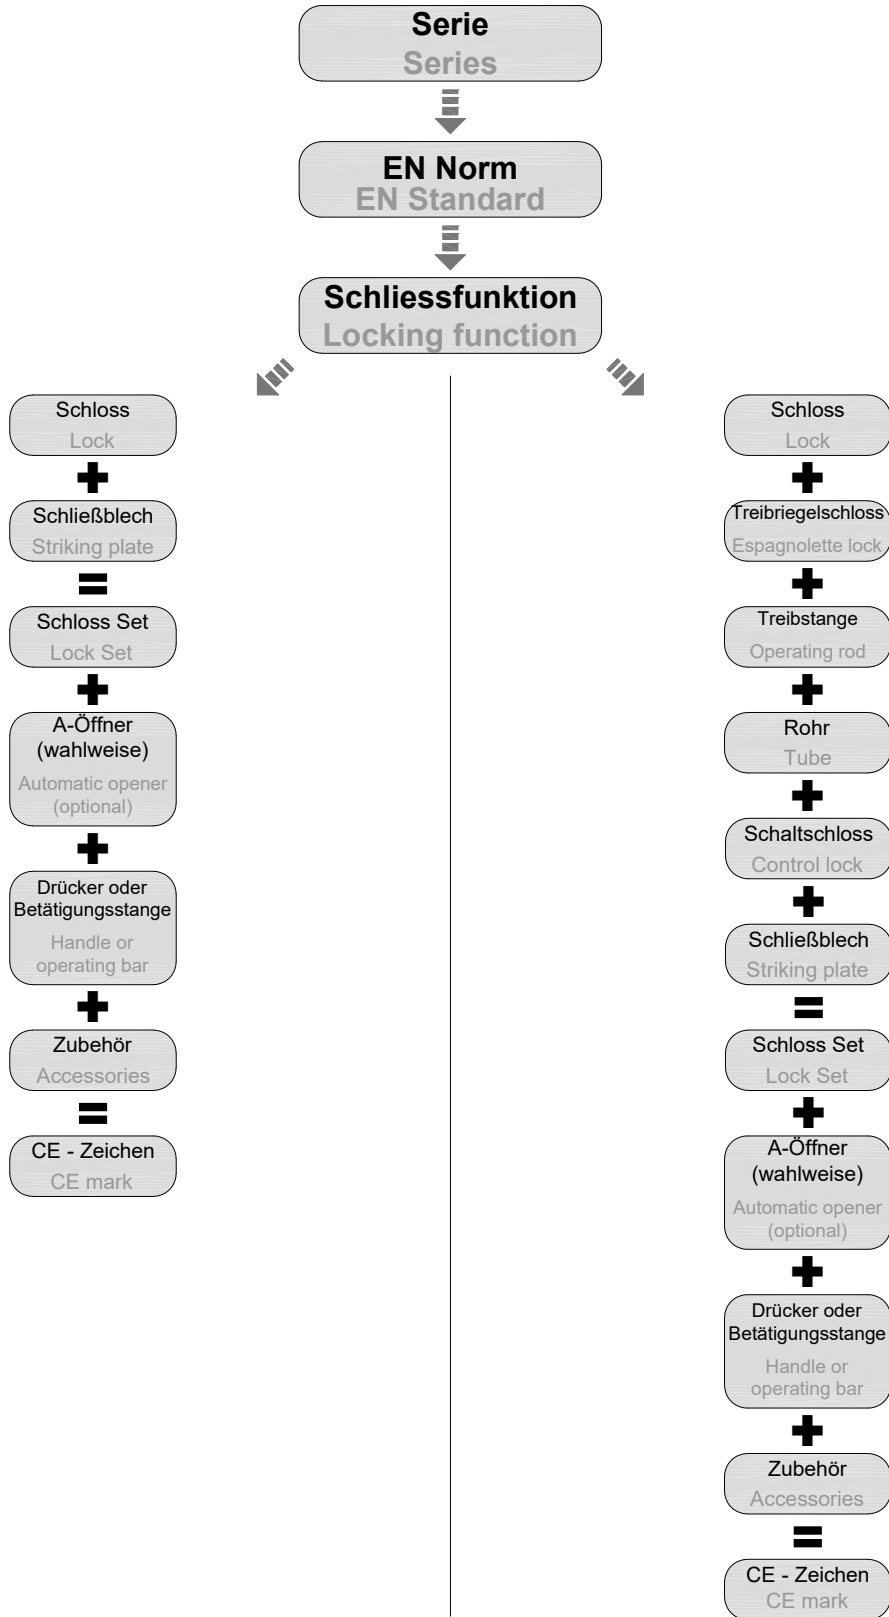 Serie
Series
EN Norm
EN Standard
Schliessfunktion
Locking function
Schloss
Lock
+
Schließblech
Striking plate
=
Schloss Set
Lock Set
+
A-Öffner
(wahlweise)
Automatic opener
(optional)
+
Drücker oder
Betätigungsstange
Handle or
operating bar
+
Zubehör
Accessories
=
CE - Zeichen
CE mark
Schloss
Lock
+
Treibriegelschloss
Espagnolette lock
+
Treibstange
Operating rod
+
Rohr
Tube
+
Schaltschloss
Control lock
+
Schließblech
Striking plate
=
Schloss Set
Lock Set
+
A-Öffner
(wahlweise)
Automatic opener
(optional)
+
Drücker oder
Betätigungsstange
Handle or
operating bar
+
Zubehör
Accessories
=
CE - Zeichen
CE mark